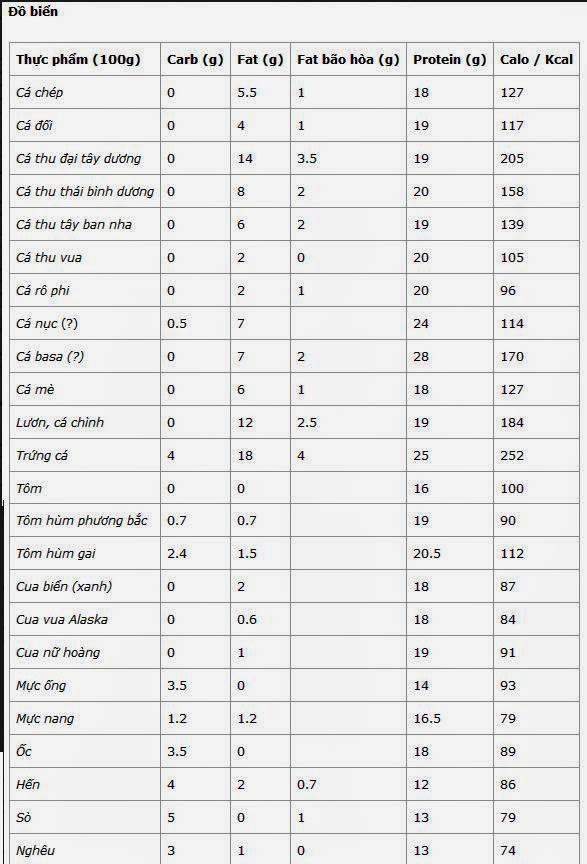 Đồ biển
Thực phẩm (100g) Carb (g) Fat (g) Fat bão hòa (g) Protein (g) Calo / Kcal
Cá chép 0 5.5 1 18 127
Cá đối 0 4 1 19 117
Cá thu đại tây dương 0 14 3.5 19 205
Cá thu thái bình dương 0 8 2 20 158
Cá thu tây ban nha 0 6 2 19 139
Cá thu vua 0 2 0 20 105
Cá rô phi 0 2 1 20 96
Cá nục (?) 0.5 7 24 114
Cá basa (?) 0 7 2 28 170
Cá mè 0 6 1 18 127
Lươn, cá chình 0 12 2.5 19 184
Trứng cá 4 18 4 25 252
Tôm 0 0 16 100
Tôm hùm phương bắc 0.7 0.7 19 90
Tôm hùm gai 2.4 1.5 20.5 112
Cua biển (xanh) 0 2 18 87
Cua vua Alaska 0 0.6 18 84
Cua nữ hoàng 0 1 19 91
Mực ống 3.5 0 14 93
Mực nang 1.2 1.2 16.5 79
Ốc 3.5 0 18 89
Hến 4 2 0.7 12 86
Sò 5 0 1 13 79
Nghêu 3 1 0 13 74